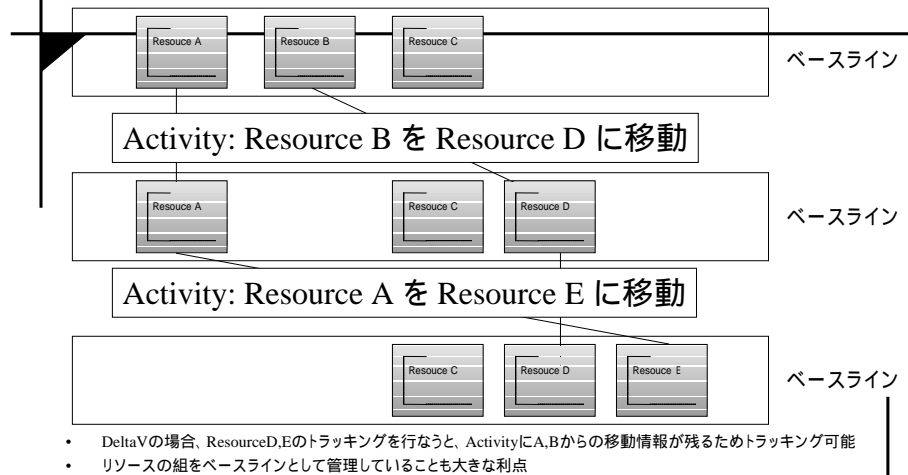 Resouce A
Resouce B
Resouce C
ベースライン
Activity: Resource B を Resource D に移動
Resouce A
Resouce C
Resouce D
ベースライン
Activity: Resource A を Resource E に移動
Resouce C
Resouce D
Resouce E
ベースライン
• DeltaVの場合、ResourceD,Eのトラッキングを行なうと、ActivityにA,Bからの移動情報が残るためトラッキング可能
• リソースの組をベースラインとして管理していることも大きな利点